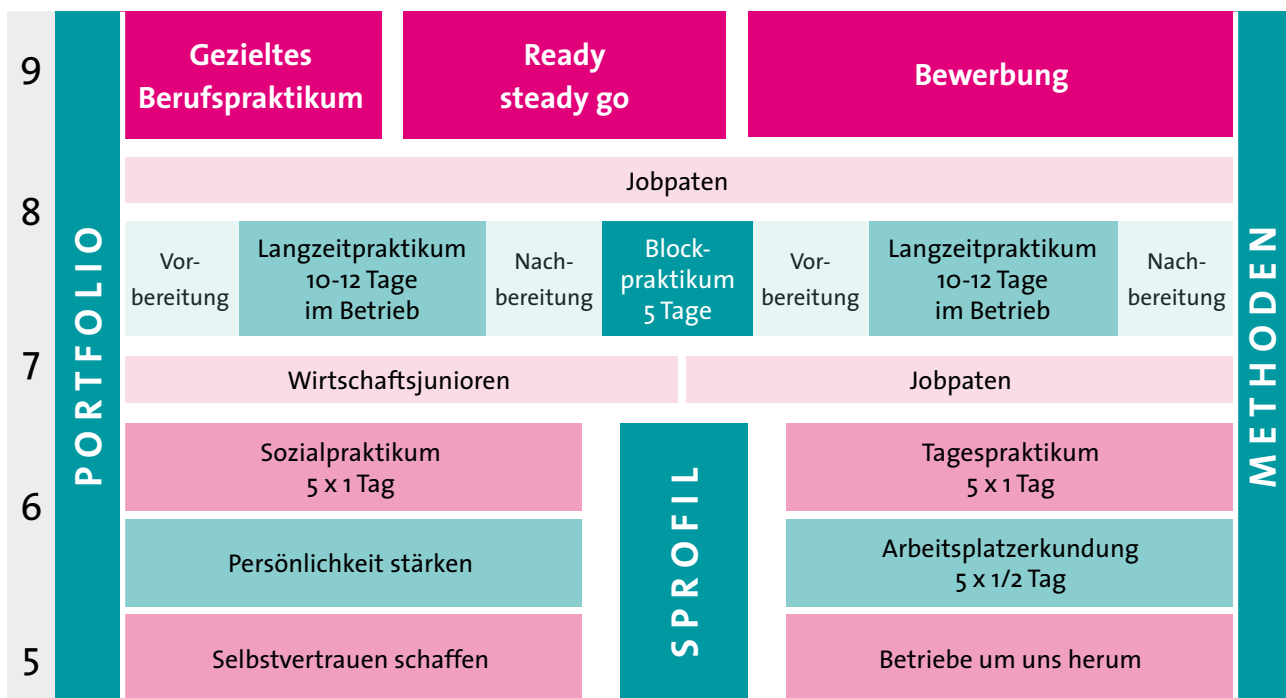 9
Gezieltes
Berufspraktikum
Ready
steady go
Bewerbung
Jobpaten
8
Vor-
bereitung
Langzeitpraktikum
10-12 Tage
im Betrieb
Nach-
bereitung
Block-
praktikum
5 Tage
Vor-
bereitung
Langzeitpraktikum
10-12 Tage
im Betrieb
Nach-
bereitung
PORTFOLIO
METHODEN
7
Wirtschaftsjunioren
Jobpaten
Sozialpraktikum
5 x 1 Tag
SPROFIL
Tagespraktikum
5 x 1 Tag
6
Persönlichkeit stärken
Arbeitsplatzerkundung
5 x 1/2 Tag
5
Selbstvertrauen schaffen
Betriebe um uns herum